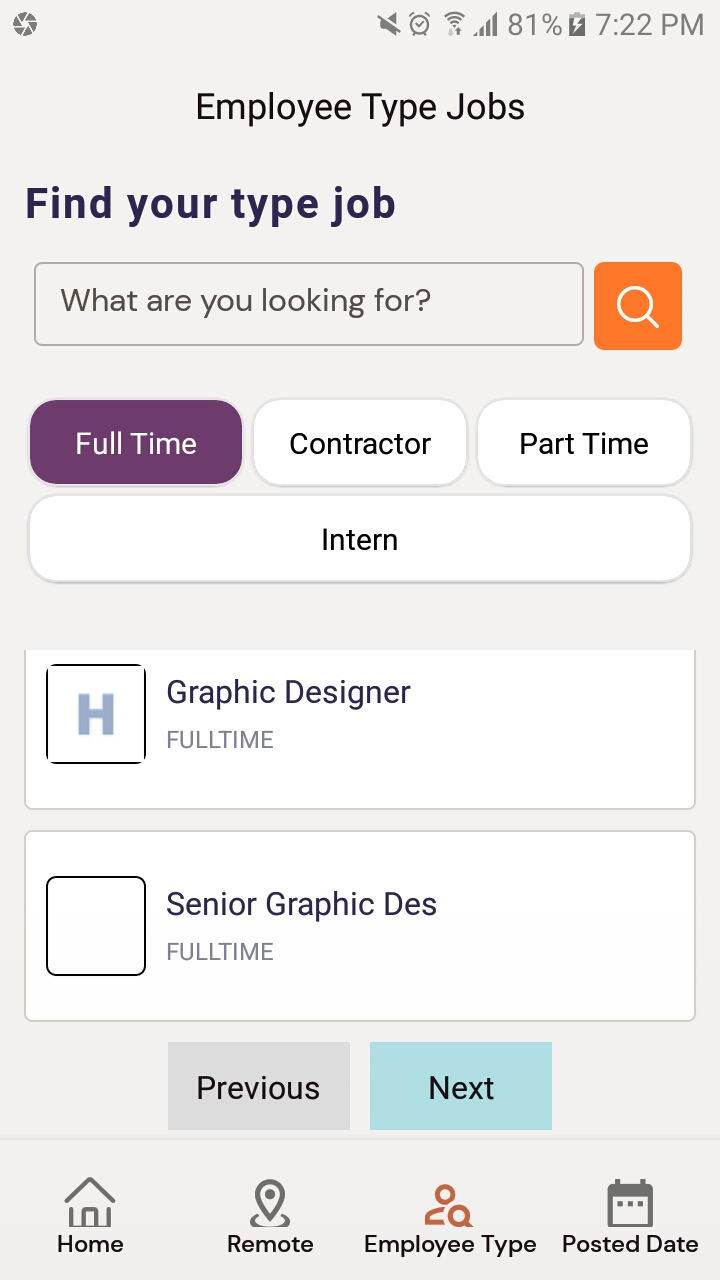 81% 7:22 PM
Employee Type Jobs
Find your type job
What are you looking for?
Full Time Contractor Part Time
Intern
H
Graphic Designer
FULLTIME
Senior Graphic Des
FULLTIME
Previous Next
Home Remote Employee Type Posted Date